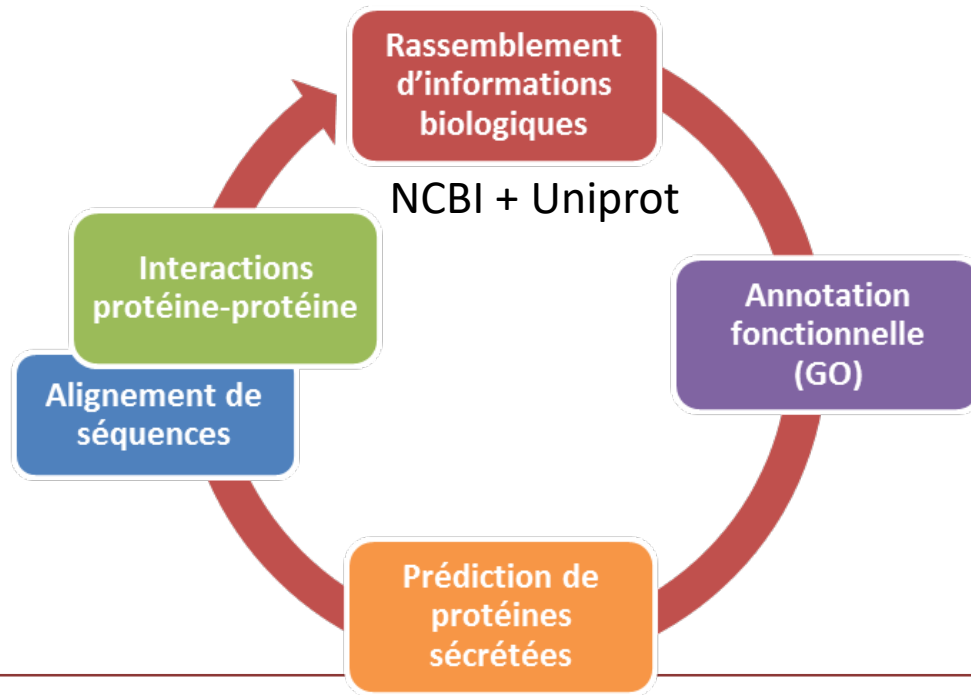 Rassemblement
d'informations
biologiques
NCBI + Uniprot
Interactions
protéine-protéine
Annotation
fonctionnelle
(GO)
Alignement de
séquences
Prédiction de
protéines
sécrétées